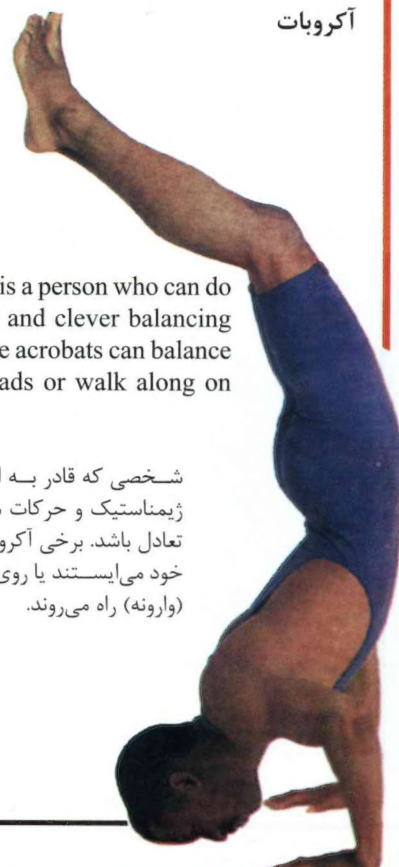 آکروبات
is a person who can do
and clever balancing
e acrobats can balance
ads or walk along on
شخصی که قادر به ا
ژیمناستیک و حرکات
تعادل باشد. برخی آکرو
خود می‌ایستند یا روی
(وارونه) راه می‌روند.